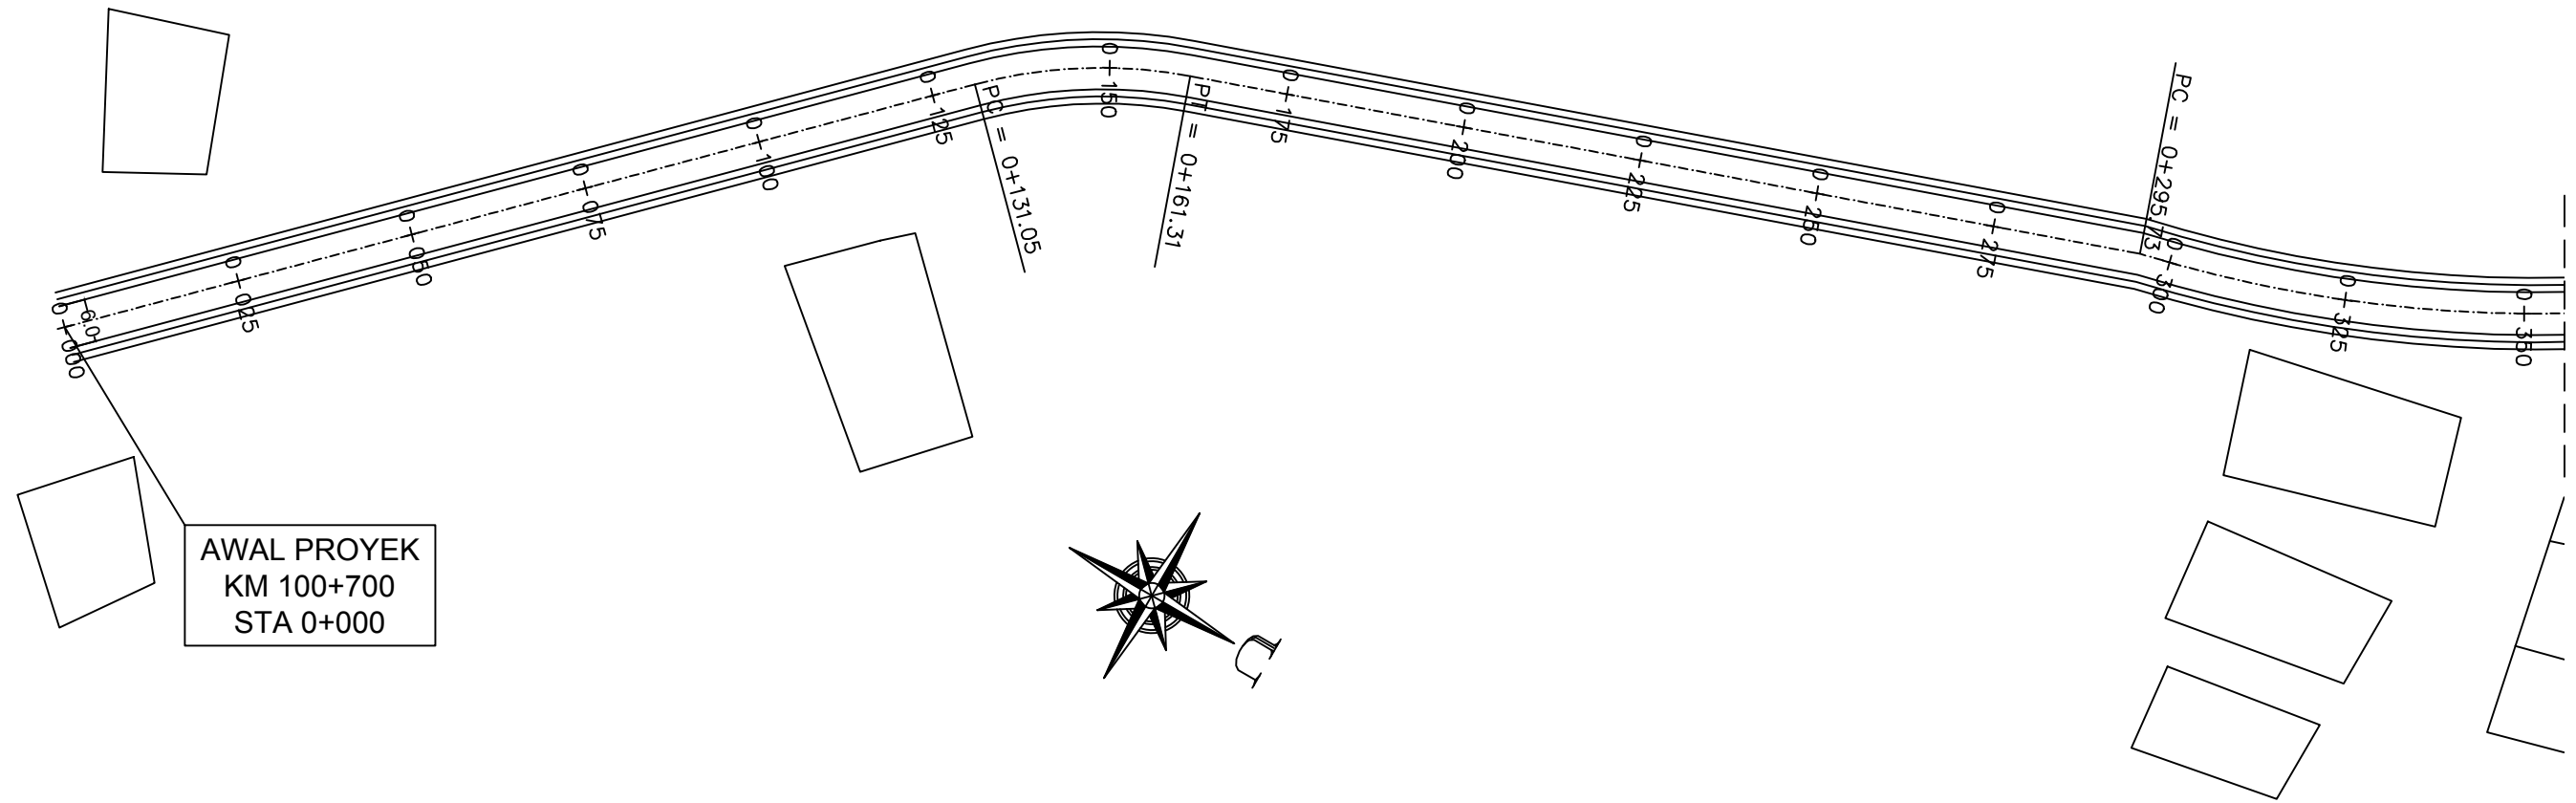 0+000
6.0
0+025
0+050
0+075
0+100
0+125
PC = 0+131.05
0+150
PT = 0+161.31
0+175
0+200
0+225
0+250
0+275
PC = 0+295.73
0+300
0+325
0+350
AWAL PROYEK
KM 100+700
STA 0+000
U